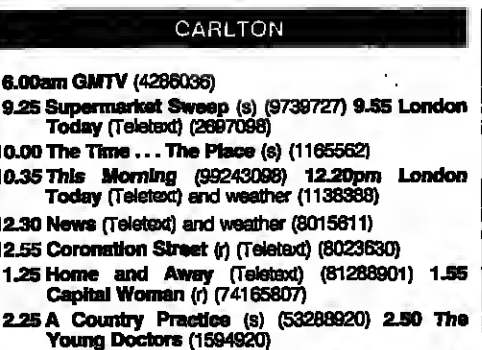 CARLTON
6.00am GMTV (4286036)
9.25 Supermarket Sweep (s) (9739727) 9.55 London
Today (Teletext) (2697098)
10.00 The Time ... The Place (s) (1165562)
10.35 This Morning (99243098) 12.20pm London
Today (Teletext) and weather (1138388)
12.30 News (Teletext) and weather (8015611)
12.55 Coronation Street (r) (Teletext) (8023630)
1.25 Home and Away (Teletext) (81288901) 1.55
Capital Woman (r) (74165807)
2.25 A Country Practice (s) (53288920) 2.50 The
Young Doctors (1594920)